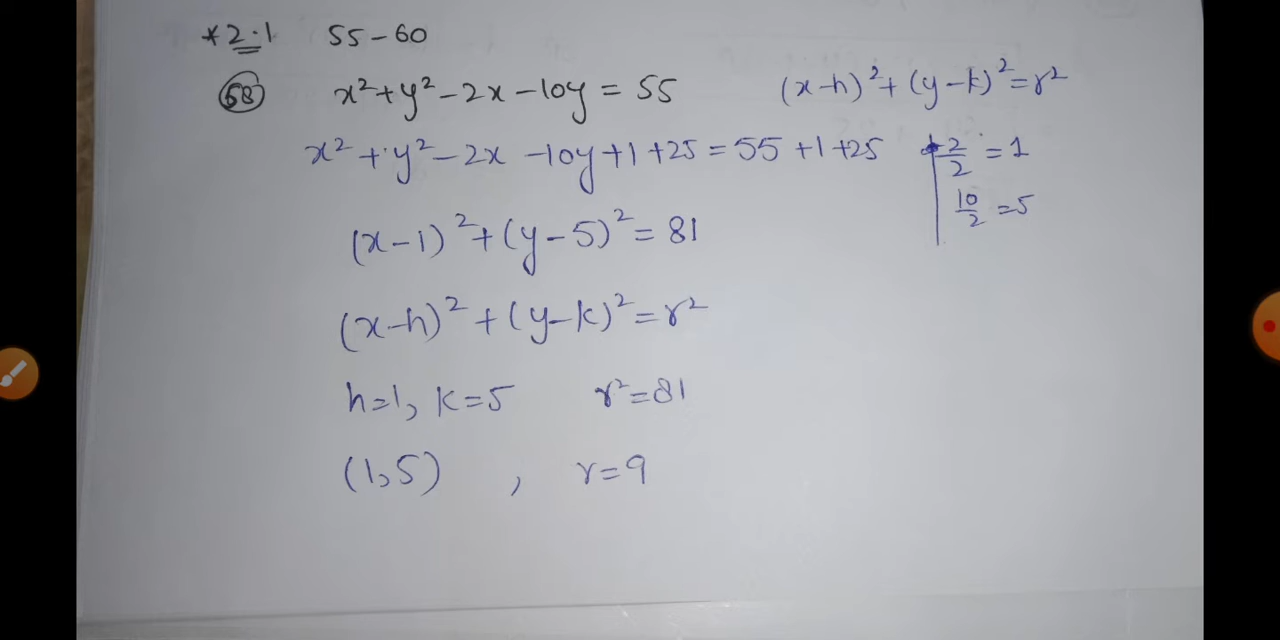 *2.1 55-60
58 x²+y²-2x-10y = 55 (x-h)²+(y-k)²=r²
x²+y²-2x-10y+1+25=55+1+25 2/2=1
10/2=5
(x-1)²+(y-5)²=81
(x-h)²+(y-k)²=r²
h=1, k=5 r²=81
(1,5) , r=9